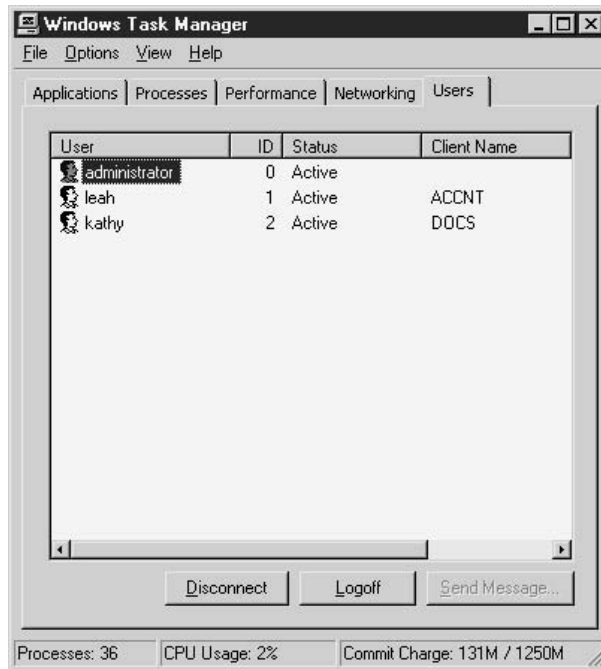 Windows Task Manager
File Options View Help
Applications Processes Performance Networking Users
User ID Status Client Name
administrator 0 Active
leah 1 Active ACCNT
kathy 2 Active DOCS
Disconnect Logoff Send Message...
Processes: 36 CPU Usage: 2% Commit Charge: 131M / 1250M